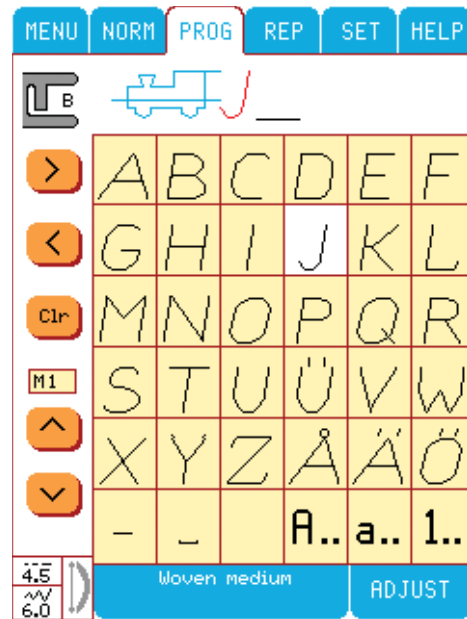 MENU NORM PROG REP SET HELP
B J _
> A B C D E F
< G H I J K L
Clr M N O P Q R
M1 S T U Ü V W
X Y Z Å Ä Ö
- _ A.. a.. 1..
4.5 Woven medium ADJUST
6.0